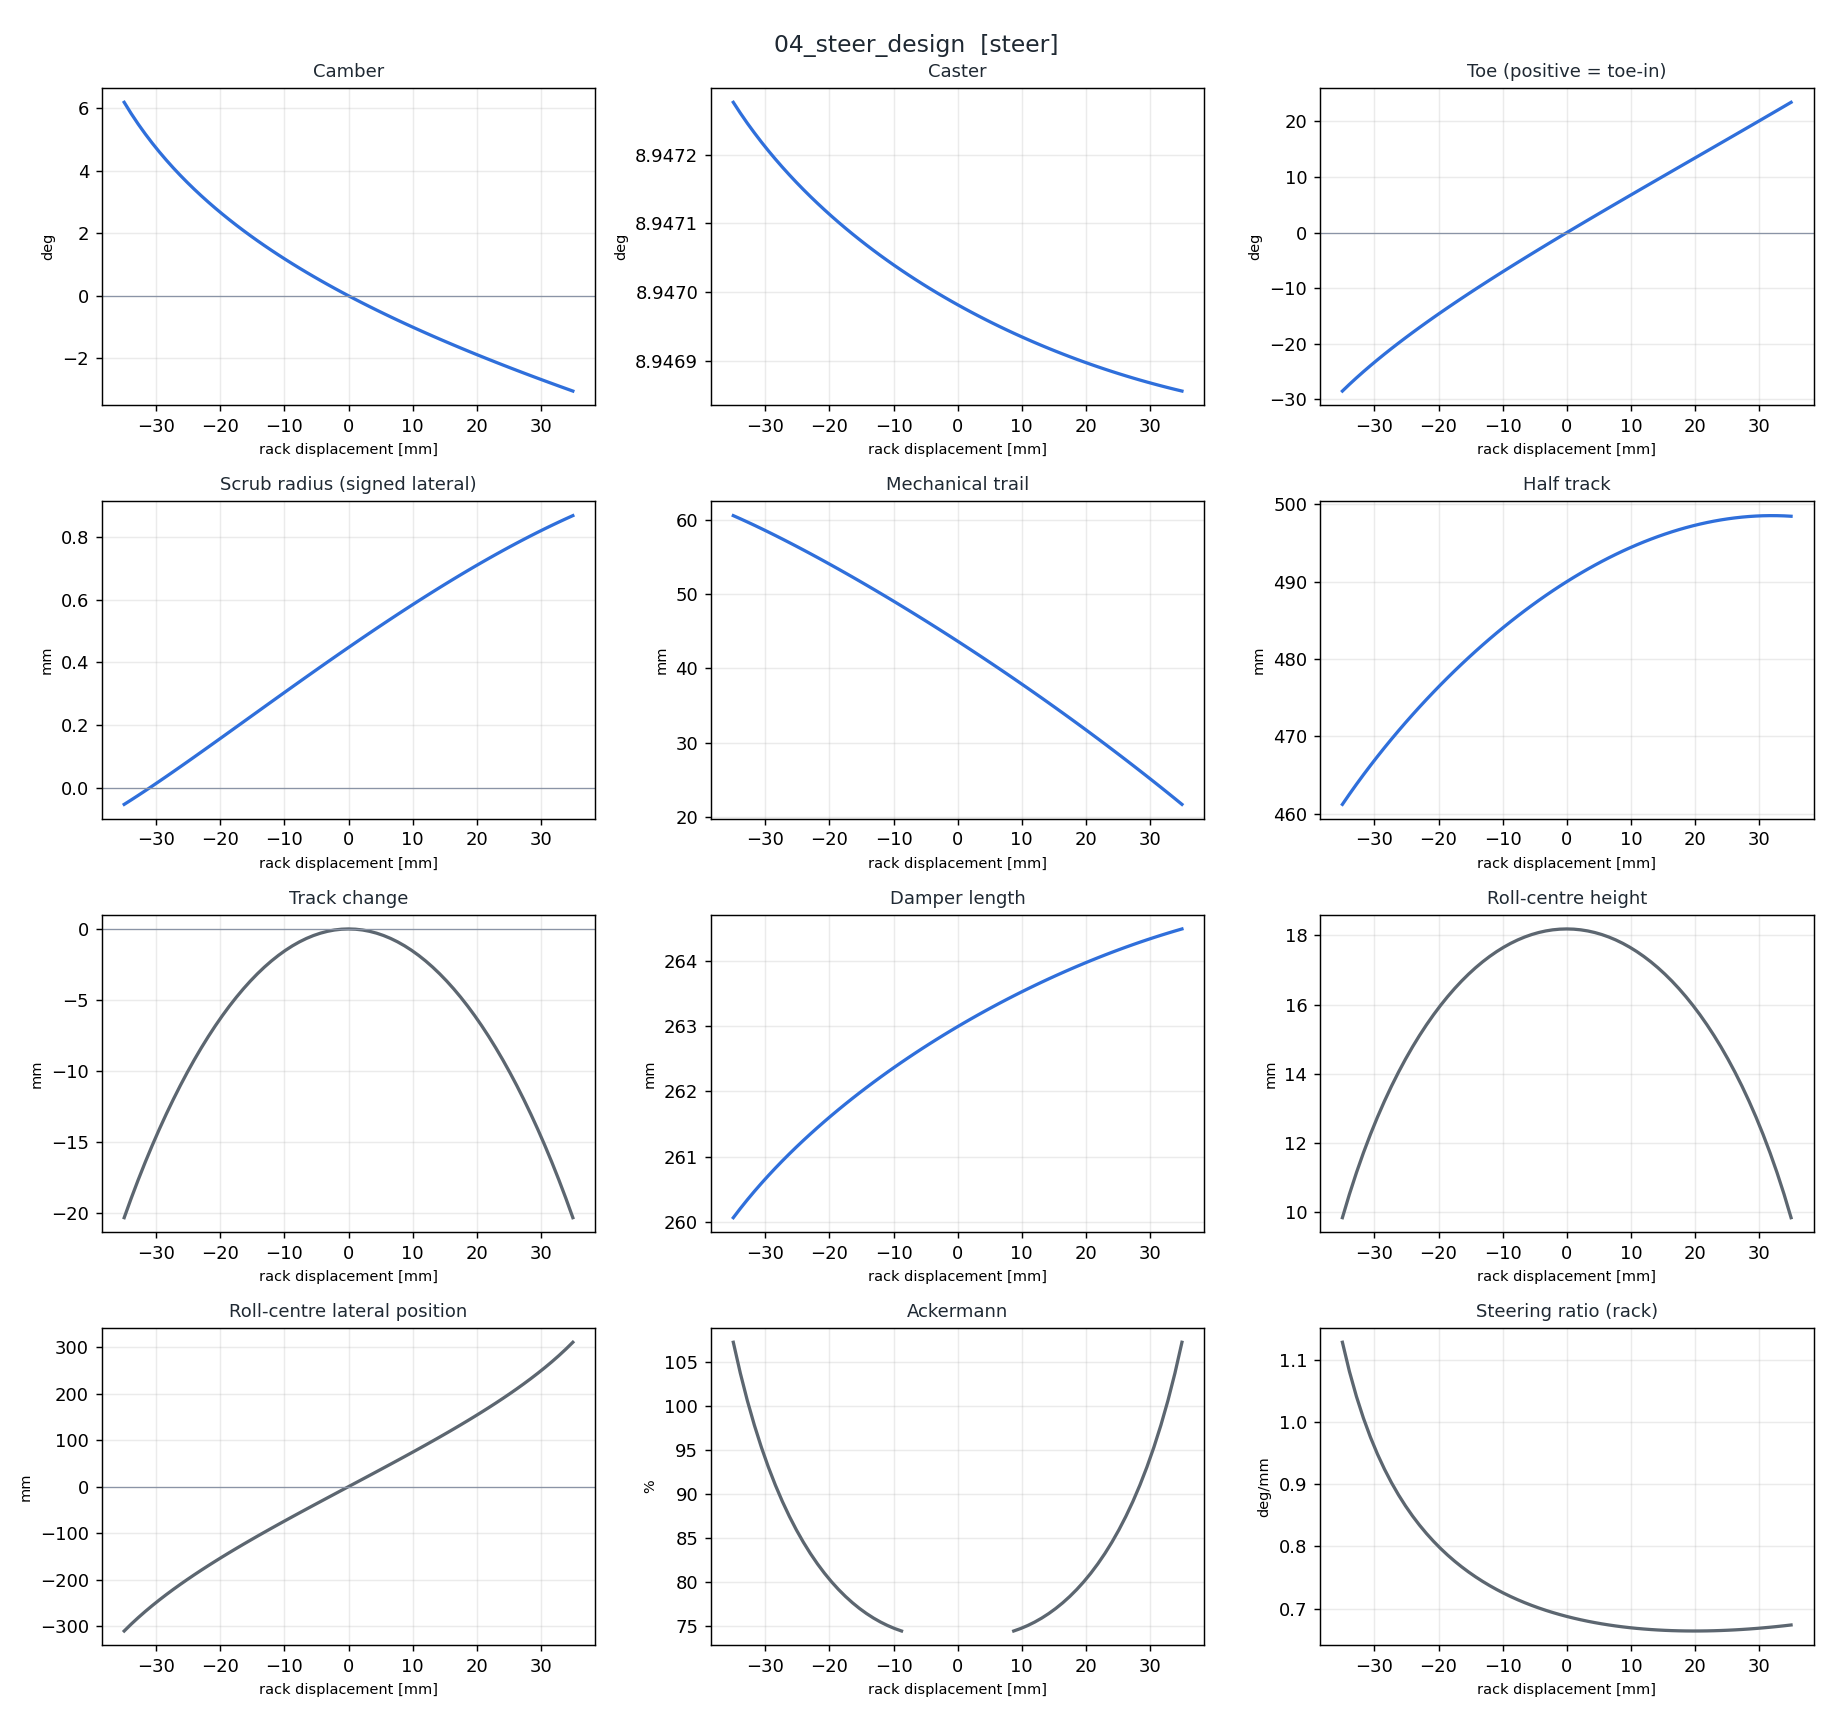 04_steer_design  [steer]
Camber
deg
6
4
2
0
−2
−30 −20 −10 0 10 20 30
rack displacement [mm]
Caster
deg
8.9472
8.9471
8.9470
8.9469
−30 −20 −10 0 10 20 30
rack displacement [mm]
Toe (positive = toe-in)
deg
20
10
0
−10
−20
−30
−30 −20 −10 0 10 20 30
rack displacement [mm]
Scrub radius (signed lateral)
mm
0.8
0.6
0.4
0.2
0.0
−30 −20 −10 0 10 20 30
rack displacement [mm]
Mechanical trail
mm
60
50
40
30
20
−30 −20 −10 0 10 20 30
rack displacement [mm]
Half track
mm
500
490
480
470
460
−30 −20 −10 0 10 20 30
rack displacement [mm]
Track change
mm
0
−5
−10
−15
−20
−30 −20 −10 0 10 20 30
rack displacement [mm]
Damper length
mm
264
263
262
261
260
−30 −20 −10 0 10 20 30
rack displacement [mm]
Roll-centre height
mm
18
16
14
12
10
−30 −20 −10 0 10 20 30
rack displacement [mm]
Roll-centre lateral position
mm
300
200
100
0
−100
−200
−300
−30 −20 −10 0 10 20 30
rack displacement [mm]
Ackermann
%
105
100
95
90
85
80
75
−30 −20 −10 0 10 20 30
rack displacement [mm]
Steering ratio (rack)
deg/mm
1.1
1.0
0.9
0.8
0.7
−30 −20 −10 0 10 20 30
rack displacement [mm]